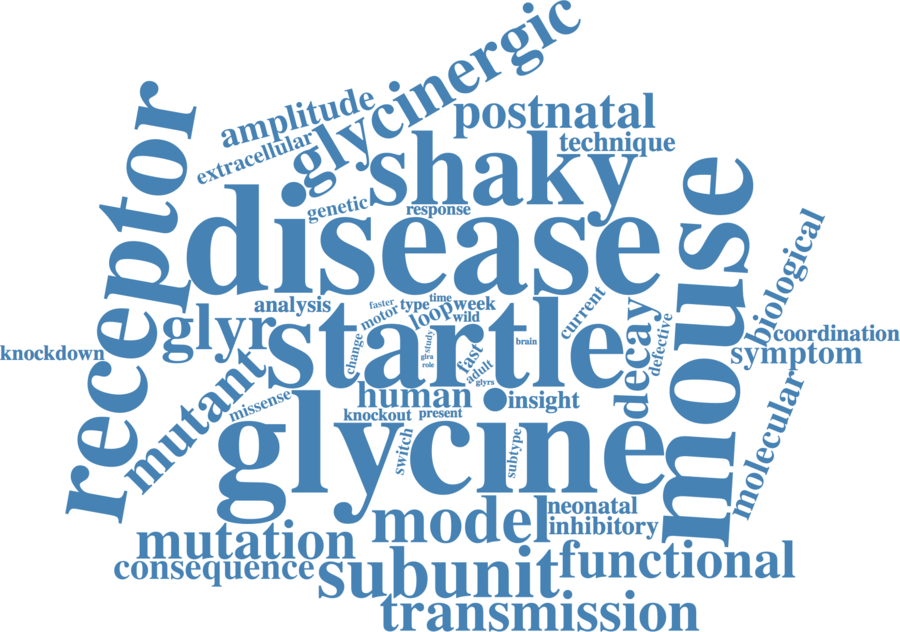 glycinergic
amplitude
postnatal
extracellular
technique
shaky
receptor
disease
mouse
genetic
response
biological
analysis
faster
time
type
week
motor
loop
wild
current
glyr
startle
decay
defective
coordination
knockdown
change
study
brain
symptom
glra
role
fast
adult
glyrs
mutant
human
insight
missense
knockout
present
molecular
glycine
switch
subtype
model
neonatal
inhibitory
mutation
functional
consequence
subunit
transmission